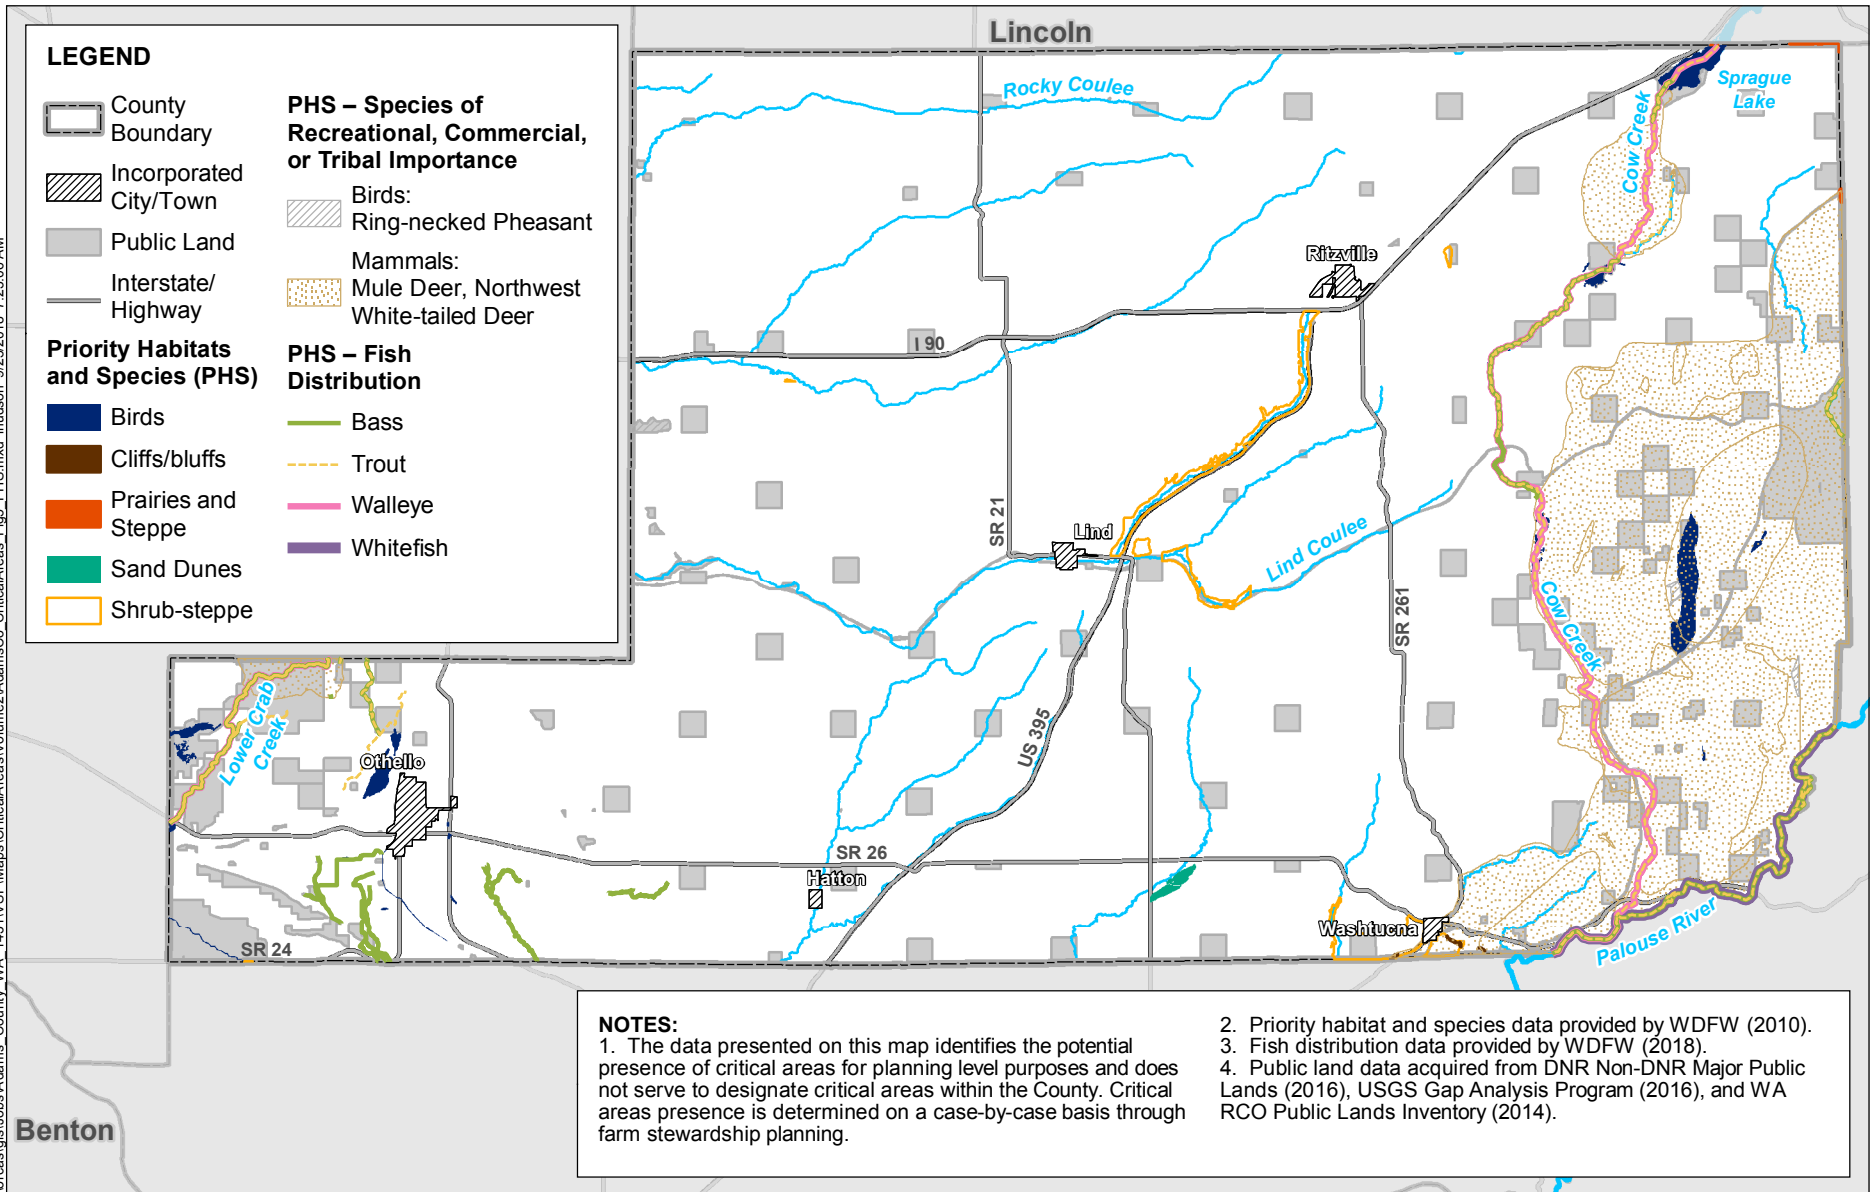 Lincoln
LEGEND
County
Boundary
Incorporated
City/Town
Public Land
Interstate/
Highway
Priority Habitats
and Species (PHS)
Birds
Cliffs/bluffs
Prairies and
Steppe
Sand Dunes
Shrub-steppe
PHS – Species of
Recreational, Commercial,
or Tribal Importance
Birds:
Ring-necked Pheasant
Mammals:
Mule Deer, Northwest
White-tailed Deer
PHS – Fish
Distribution
Bass
Trout
Walleye
Whitefish
Rocky Coulee
Sprague
Lake
Cow Creek
Ritzville
I 90
SR 21
Lind
Lind Coulee
SR 261
Cow Creek
Lower Crab
Creek
Othello
US 395
SR 26
Hatton
Washtucna
SR 24
Palouse River
Benton
NOTES:
1. The data presented on this map identifies the potential
presence of critical areas for planning level purposes and does
not serve to designate critical areas within the County. Critical
areas presence is determined on a case-by-case basis through
farm stewardship planning.
2. Priority habitat and species data provided by WDFW (2010).
3. Fish distribution data provided by WDFW (2018).
4. Public land data acquired from DNR Non-DNR Major Public
Lands (2016), USGS Gap Analysis Program (2016), and WA
RCO Public Lands Inventory (2014).